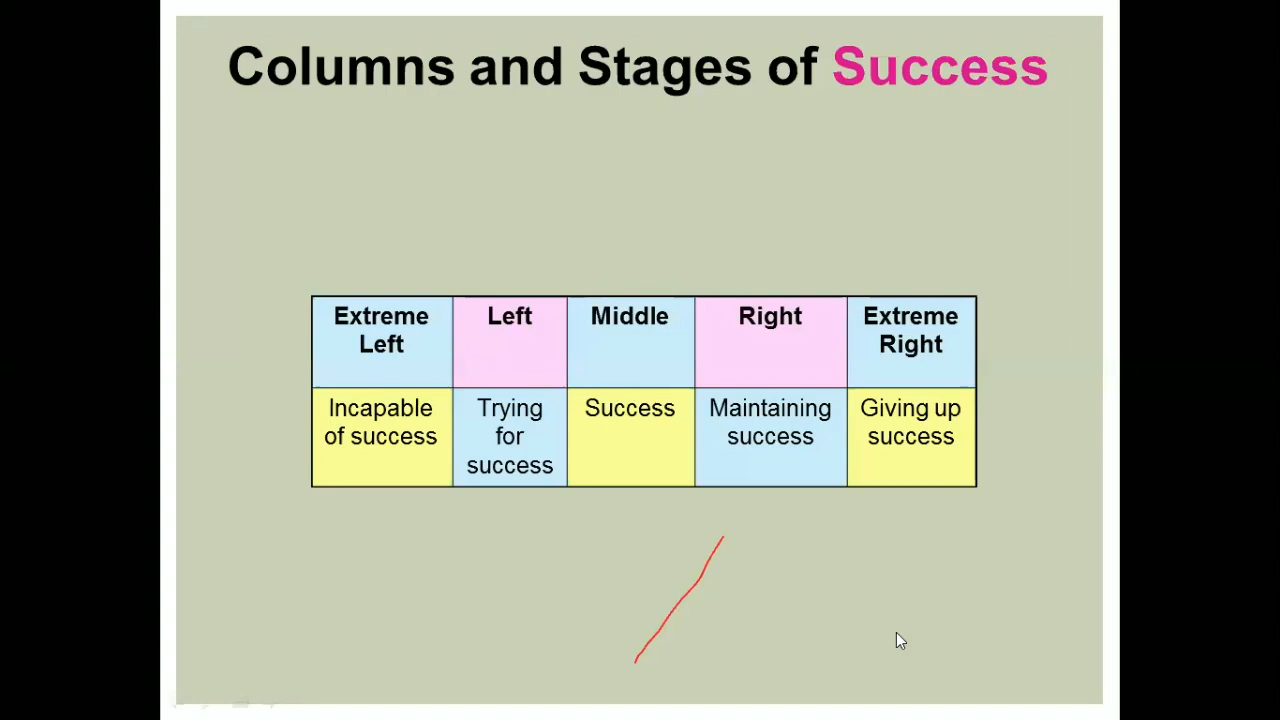 Columns and Stages of Success
Extreme Left Middle Right Extreme
Left Right
Incapable Trying Success Maintaining Giving up
of success for success success
success